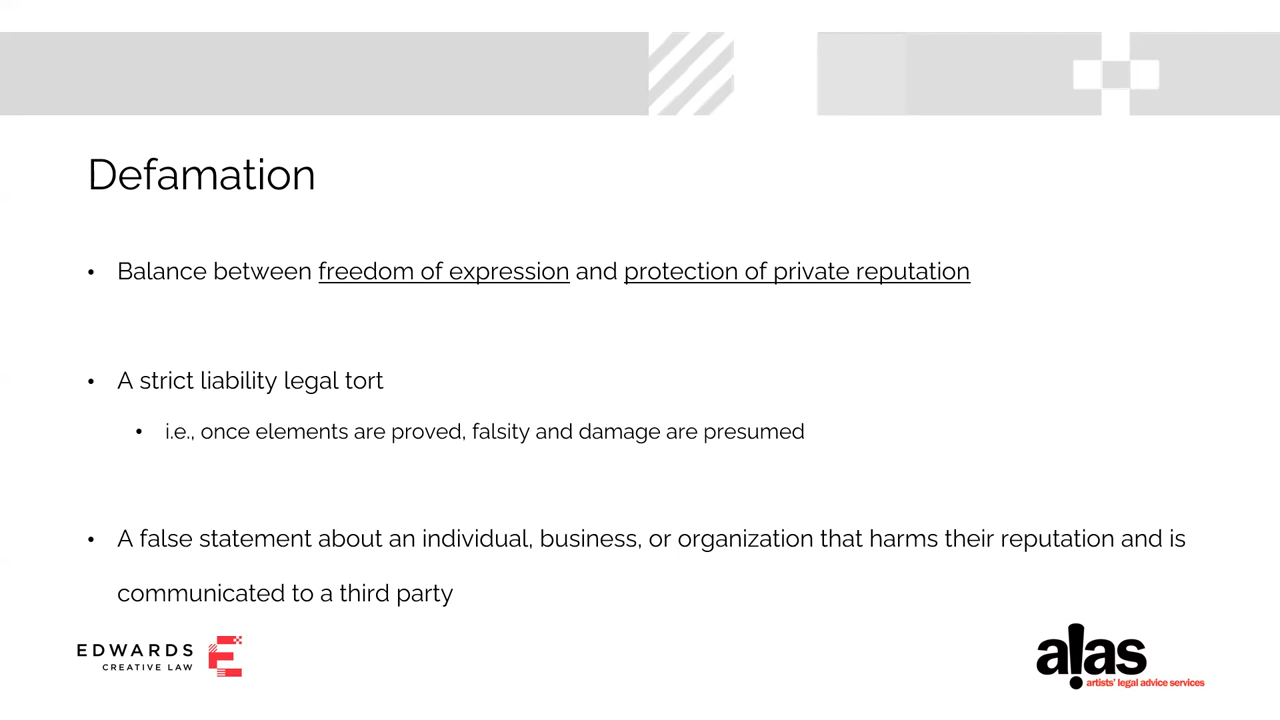 Defamation
• Balance between freedom of expression and protection of private reputation
• A strict liability legal tort
• i.e., once elements are proved, falsity and damage are presumed
• A false statement about an individual, business, or organization that harms their reputation and is
communicated to a third party
EDWARDS
CREATIVE LAW
E
a!as
artists' legal advice services